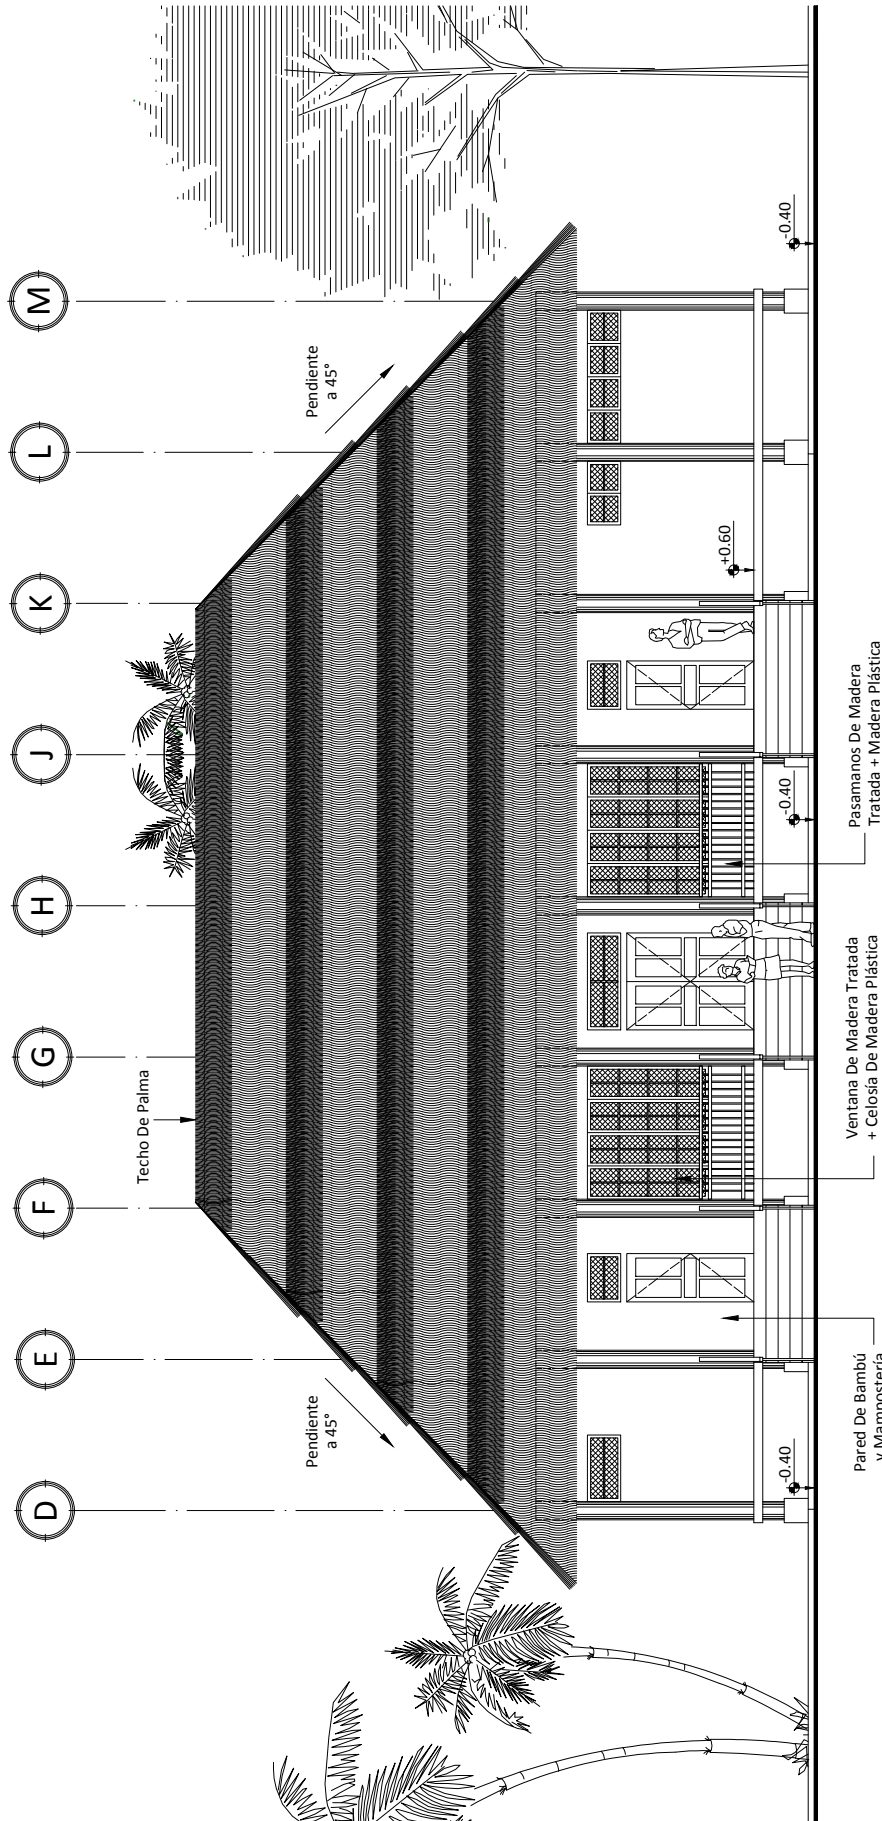 D
E
F
G
H
J
K
L
M
Techo De Palma
Pendiente
a 45°
Pendiente
a 45°
+0.60
-0.40
-0.40
-0.40
Pared De Bambú
y Mampostería
Ventana De Madera Tratada
+ Celosía De Madera Plástica
Pasamanos De Madera
Tratada + Madera Plástica